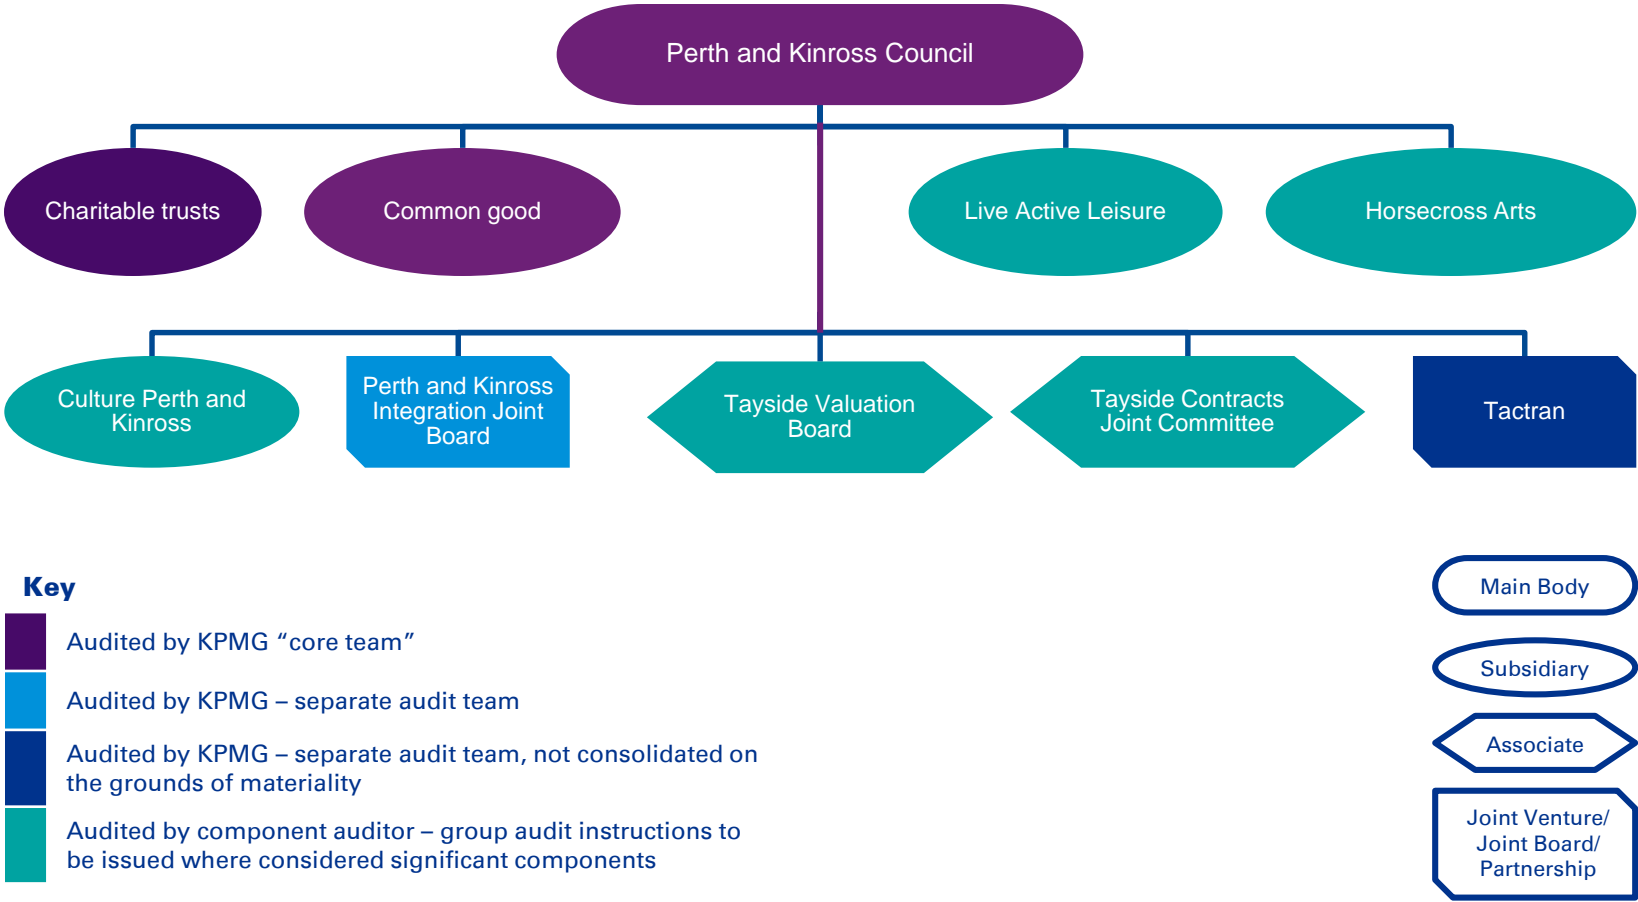 Perth and Kinross Council
Charitable trusts
Common good
Live Active Leisure
Horsecross Arts
Culture Perth and
Kinross
Perth and Kinross
Integration Joint
Board
Tayside Valuation
Board
Tayside Contracts
Joint Committee
Tactran
Key
Audited by KPMG “core team”
Audited by KPMG – separate audit team
Audited by KPMG – separate audit team, not consolidated on
the grounds of materiality
Audited by component auditor – group audit instructions to
be issued where considered significant components
Main Body
Subsidiary
Associate
Joint Venture/
Joint Board/
Partnership